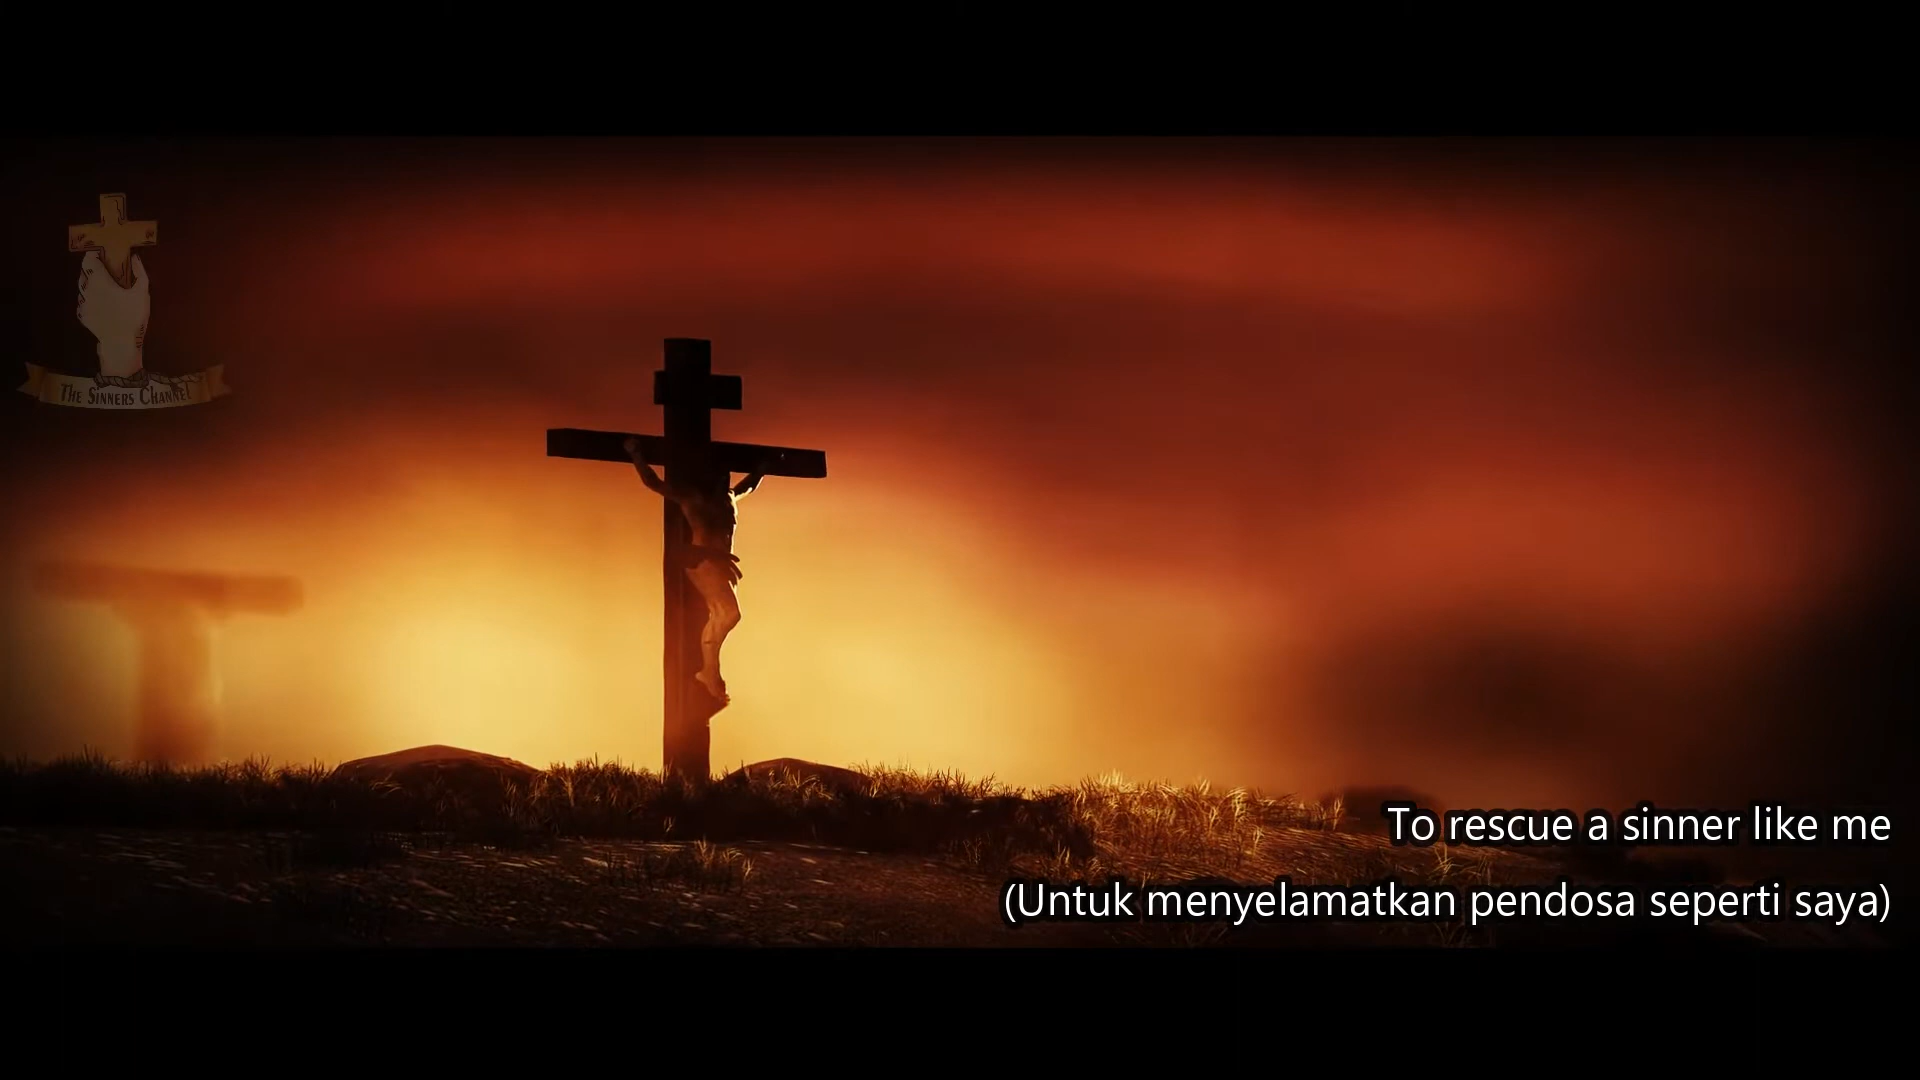 The Sinners Channel
To rescue a sinner like me
(Untuk menyelamatkan pendosa seperti saya)